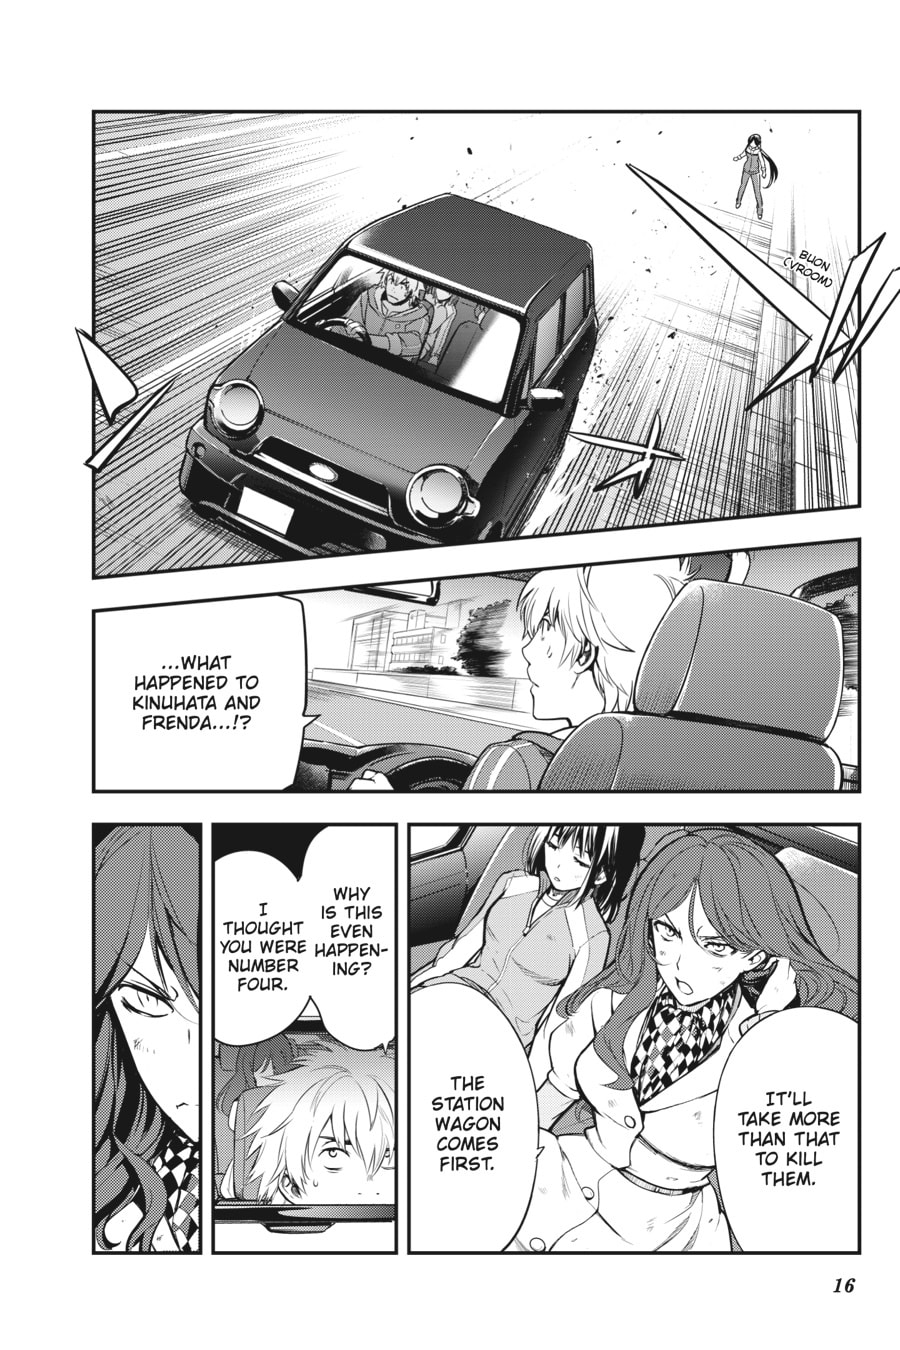 BUON
(VROOM)
...WHAT
HAPPENED TO
KINUHATA AND
FRENDA...!?
IT'LL
TAKE MORE
THAN THAT
TO KILL
THEM.
THE
STATION
WAGON
COMES
FIRST.
WHY
IS THIS
EVEN
HAPPEN-
ING?
I
THOUGHT
YOU WERE
NUMBER
FOUR.
16